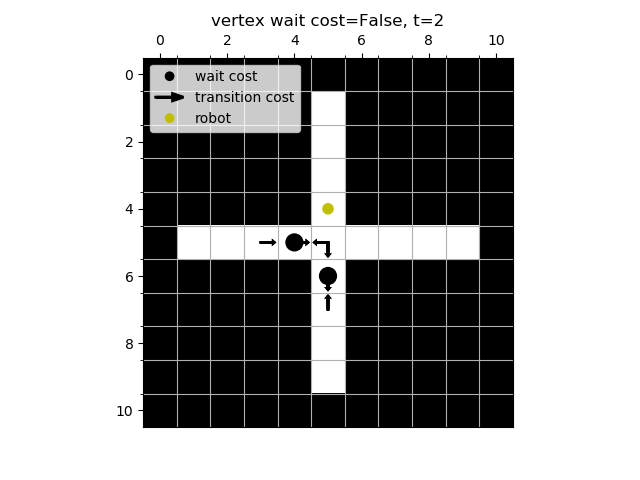 vertex wait cost=False, t=2
0 2 4 6 8 10
wait cost
transition cost
robot
0
2
4
6
8
10